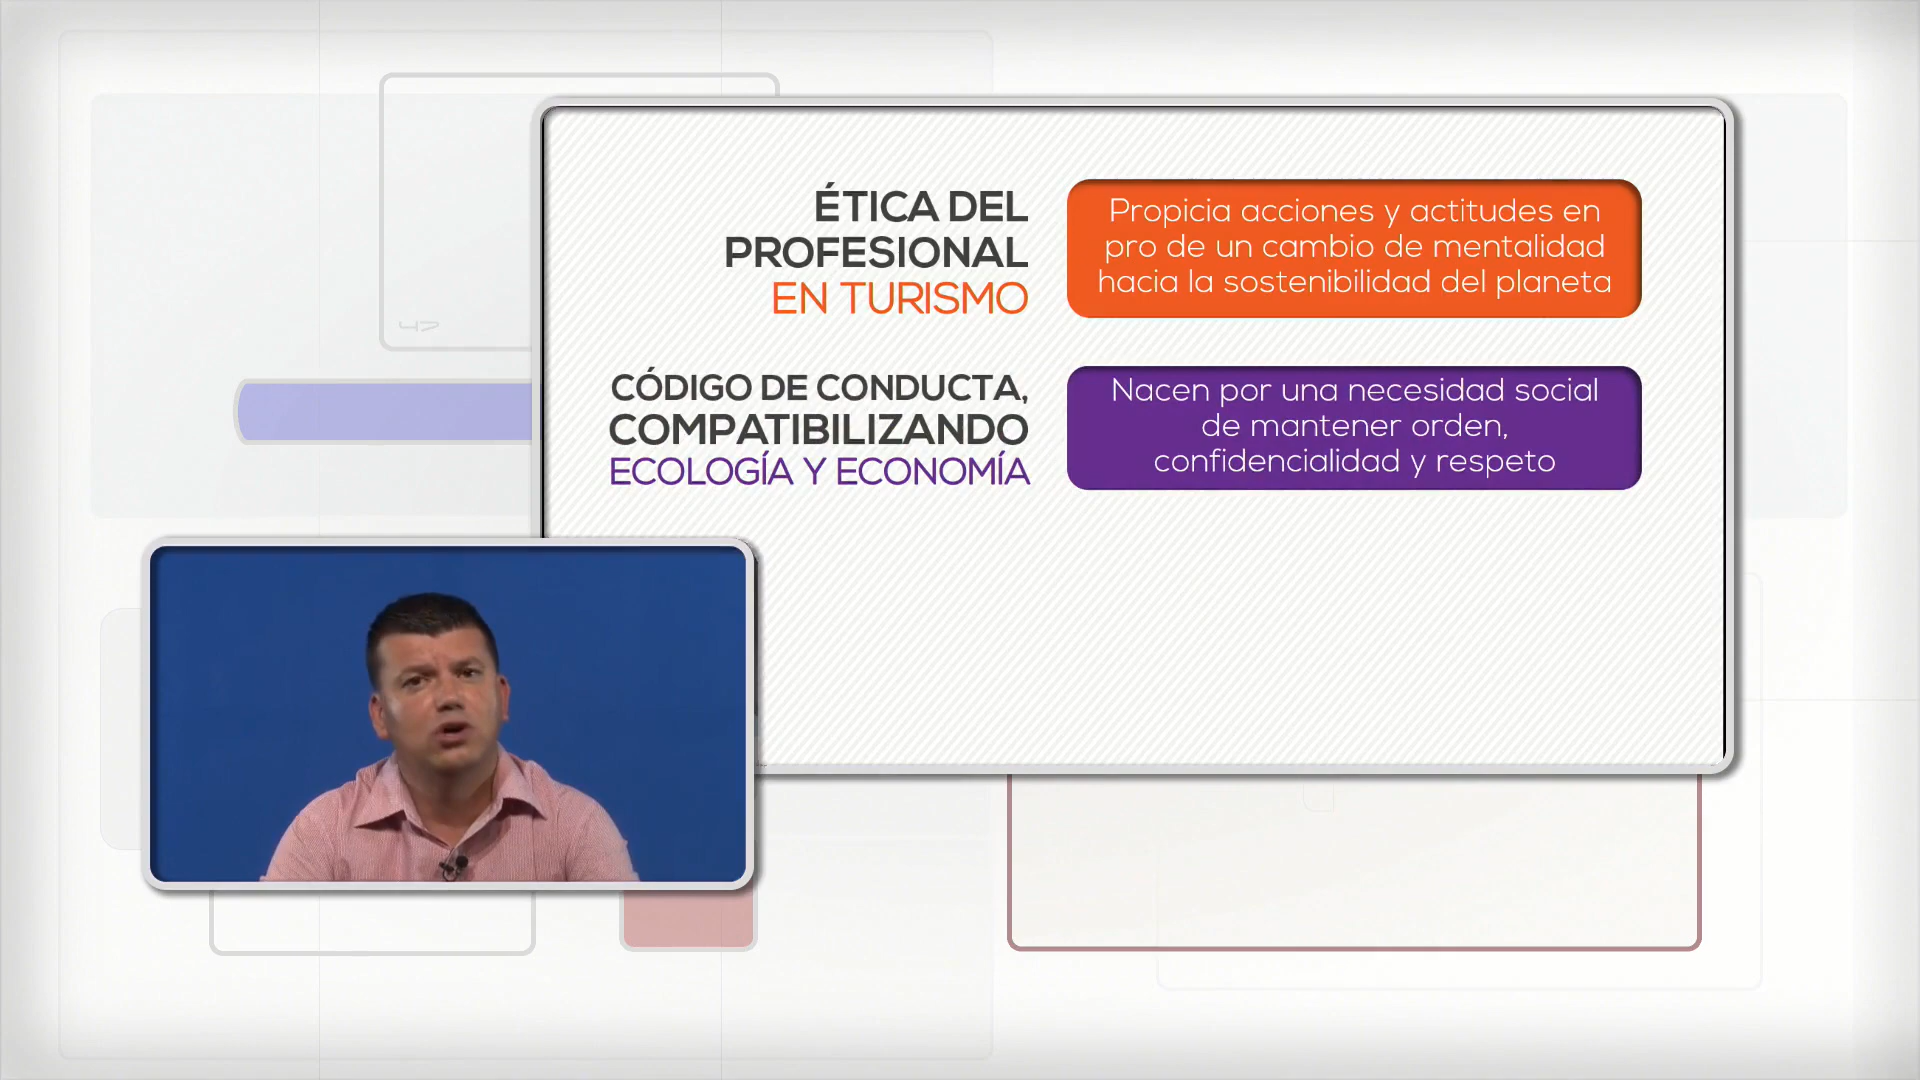 ÉTICA DEL
PROFESIONAL
EN TURISMO
Propicia acciones y actitudes en
pro de un cambio de mentalidad
hacia la sostenibilidad del planeta
CÓDIGO DE CONDUCTA,
COMPATIBILIZANDO
ECOLOGÍA Y ECONOMÍA
Nacen por una necesidad social
de mantener orden,
confidencialidad y respeto